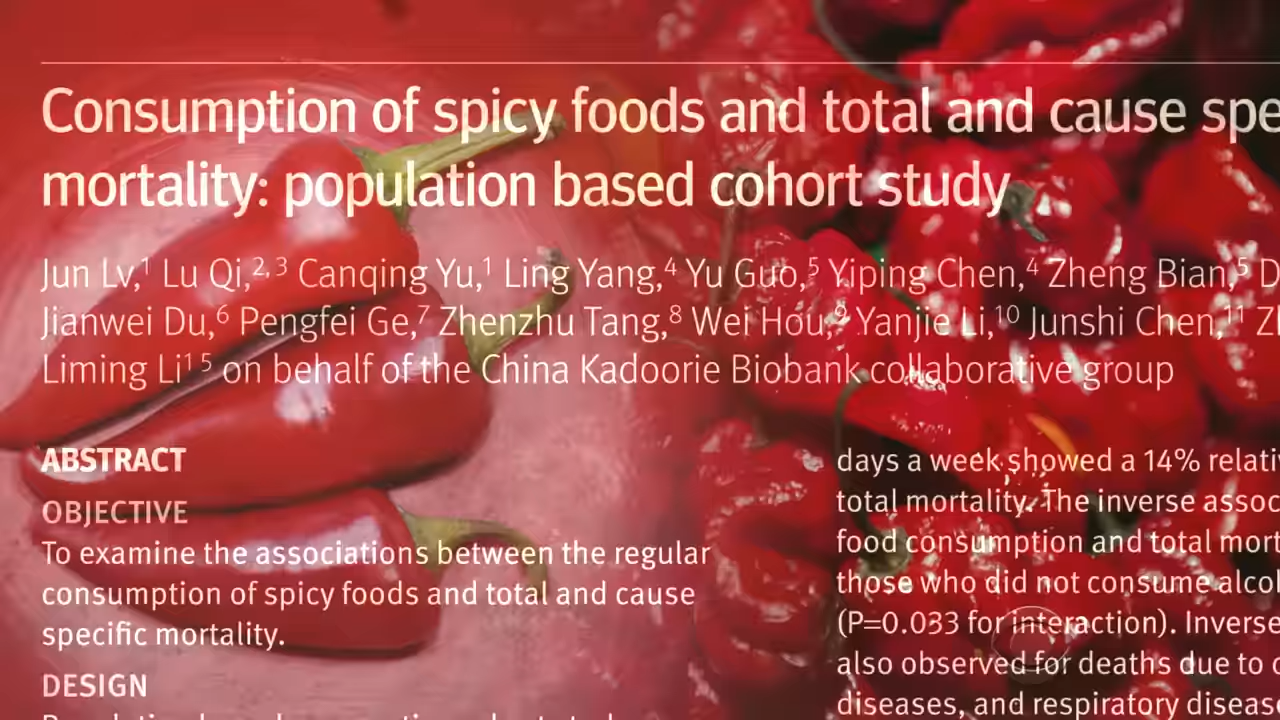 Consumption of spicy foods and total and cause spe
mortality: population based cohort study
Jun Lv,¹ Lu Qi,²,³ Canqing Yu,¹ Ling Yang,⁴ Yu Guo,⁵ Yiping Chen,⁴ Zheng Bian,⁵ D
Jianwei Du,⁶ Pengfei Ge,⁷ Zhenzhu Tang,⁸ Wei Hou,⁹ Yanjie Li,¹⁰ Junshi Chen,¹¹ Z
Liming Li¹ ⁵ on behalf of the China Kadoorie Biobank collaborative group
ABSTRACT
OBJECTIVE
To examine the associations between the regular
consumption of spicy foods and total and cause
specific mortality.
DESIGN
days a week showed a 14% relati
total mortality. The inverse assoc
food consumption and total mort
those who did not consume alcoh
(P=0.033 for interaction). Inverse
also observed for deaths due to c
diseases, and respiratory disease